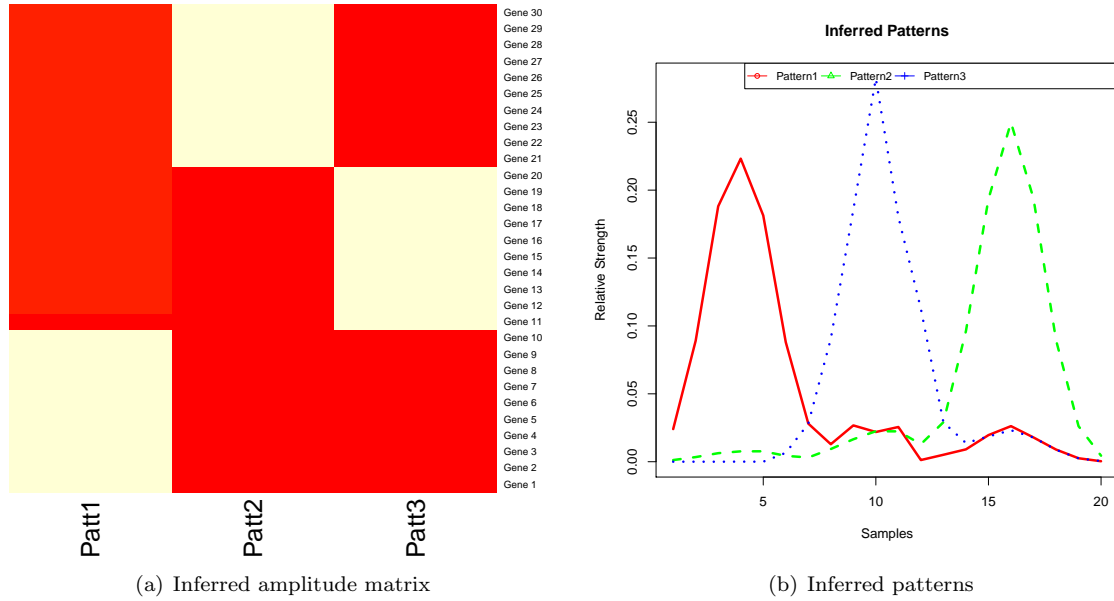 Gene 30
Gene 29
Gene 28
Gene 27
Gene 26
Gene 25
Gene 24
Gene 23
Gene 22
Gene 21
Gene 20
Gene 19
Gene 18
Gene 17
Gene 16
Gene 15
Gene 14
Gene 13
Gene 12
Gene 11
Gene 10
Gene 9
Gene 8
Gene 7
Gene 6
Gene 5
Gene 4
Gene 3
Gene 2
Gene 1
Patt1
Patt2
Patt3
(a) Inferred amplitude matrix
Inferred Patterns
Pattern1 Pattern2 Pattern3
Relative Strength
0.25
0.20
0.15
0.10
0.05
0.00
5 10 15 20
Samples
(b) Inferred patterns